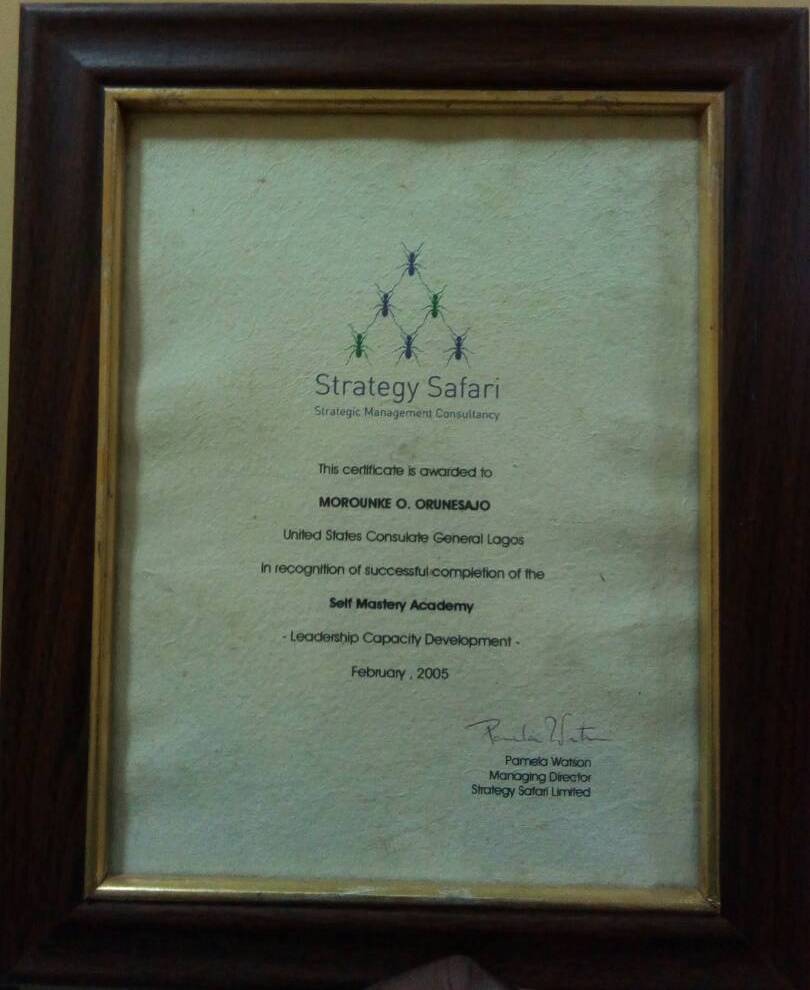 Strategy Safari
Strategic Management Consultancy
This certificate is awarded to
MOROUNKE O. ORUNESAJO
United States Consulate General Lagos
in recognition of successful completion of the
Self Mastery Academy
- Leadership Capacity Development -
February , 2005
Pamela Watson
Pamela Watson
Managing Director
Strategy Safari Limited